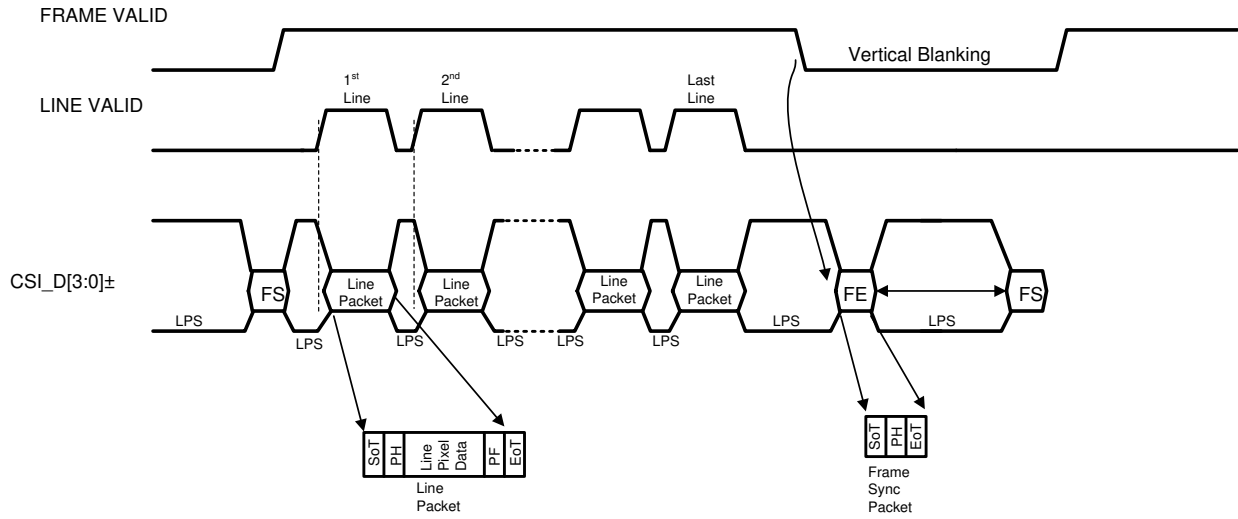 FRAME VALID
Vertical Blanking
1st
Line
2nd
Line
Last
Line
LINE VALID
CSI_D[3:0]±
FS
Line
Packet
Line
Packet
Line
Packet
Line
Packet
FE
FS
LPS
LPS
LPS
LPS
LPS
LPS
LPS
LPS
SoT
PH
Line
Pixel
Data
PF
EoT
Line
Packet
SoT
PH
EoT
Frame
Sync
Packet